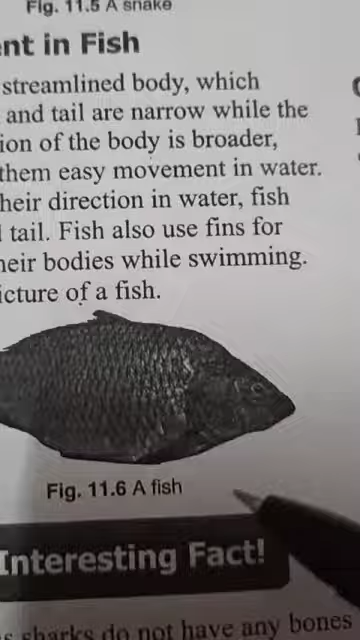 Fig. 11.5 A snake
nt in Fish
streamlined body, which
and tail are narrow while the
ion of the body is broader,
them easy movement in water.
heir direction in water, fish
tail. Fish also use fins for
heir bodies while swimming.
icture of a fish.
Fig. 11.6 A fish
Interesting Fact!
sharks do not have any bones